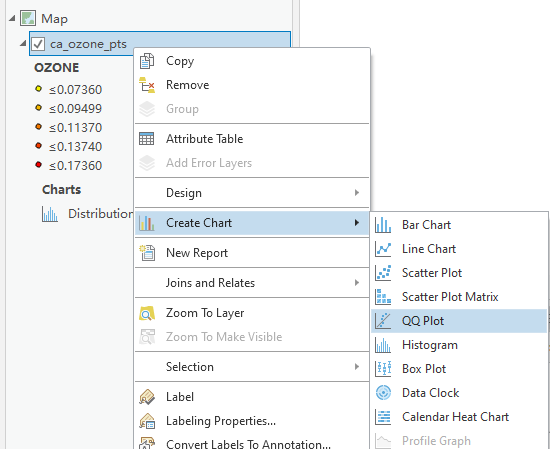 Map
ca_ozone_pts
OZONE
≤0.07360
≤0.09499
≤0.11370
≤0.13740
≤0.17360
Charts
Distribution
Copy
Remove
Group
Attribute Table
Add Error Layers
Design
Create Chart
New Report
Joins and Relates
Zoom To Layer
Zoom To Make Visible
Selection
Label
Labeling Properties...
Convert Labels To Annotation...
Bar Chart
Line Chart
Scatter Plot
Scatter Plot Matrix
QQ Plot
Histogram
Box Plot
Data Clock
Calendar Heat Chart
Profile Graph